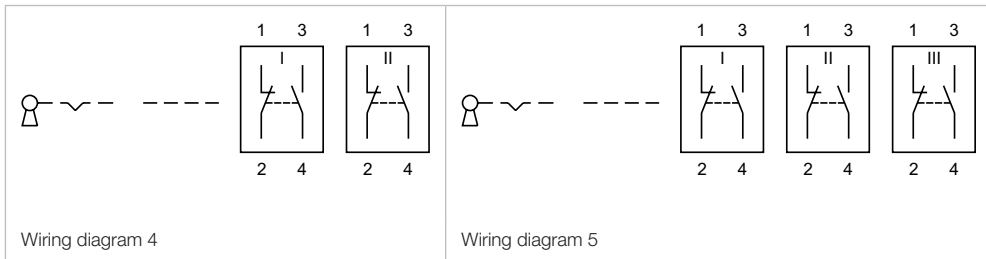 1 3 1 3
I II
2 4 2 4
Wiring diagram 4
1 3 1 3 1 3
I II III
2 4 2 4 2 4
Wiring diagram 5